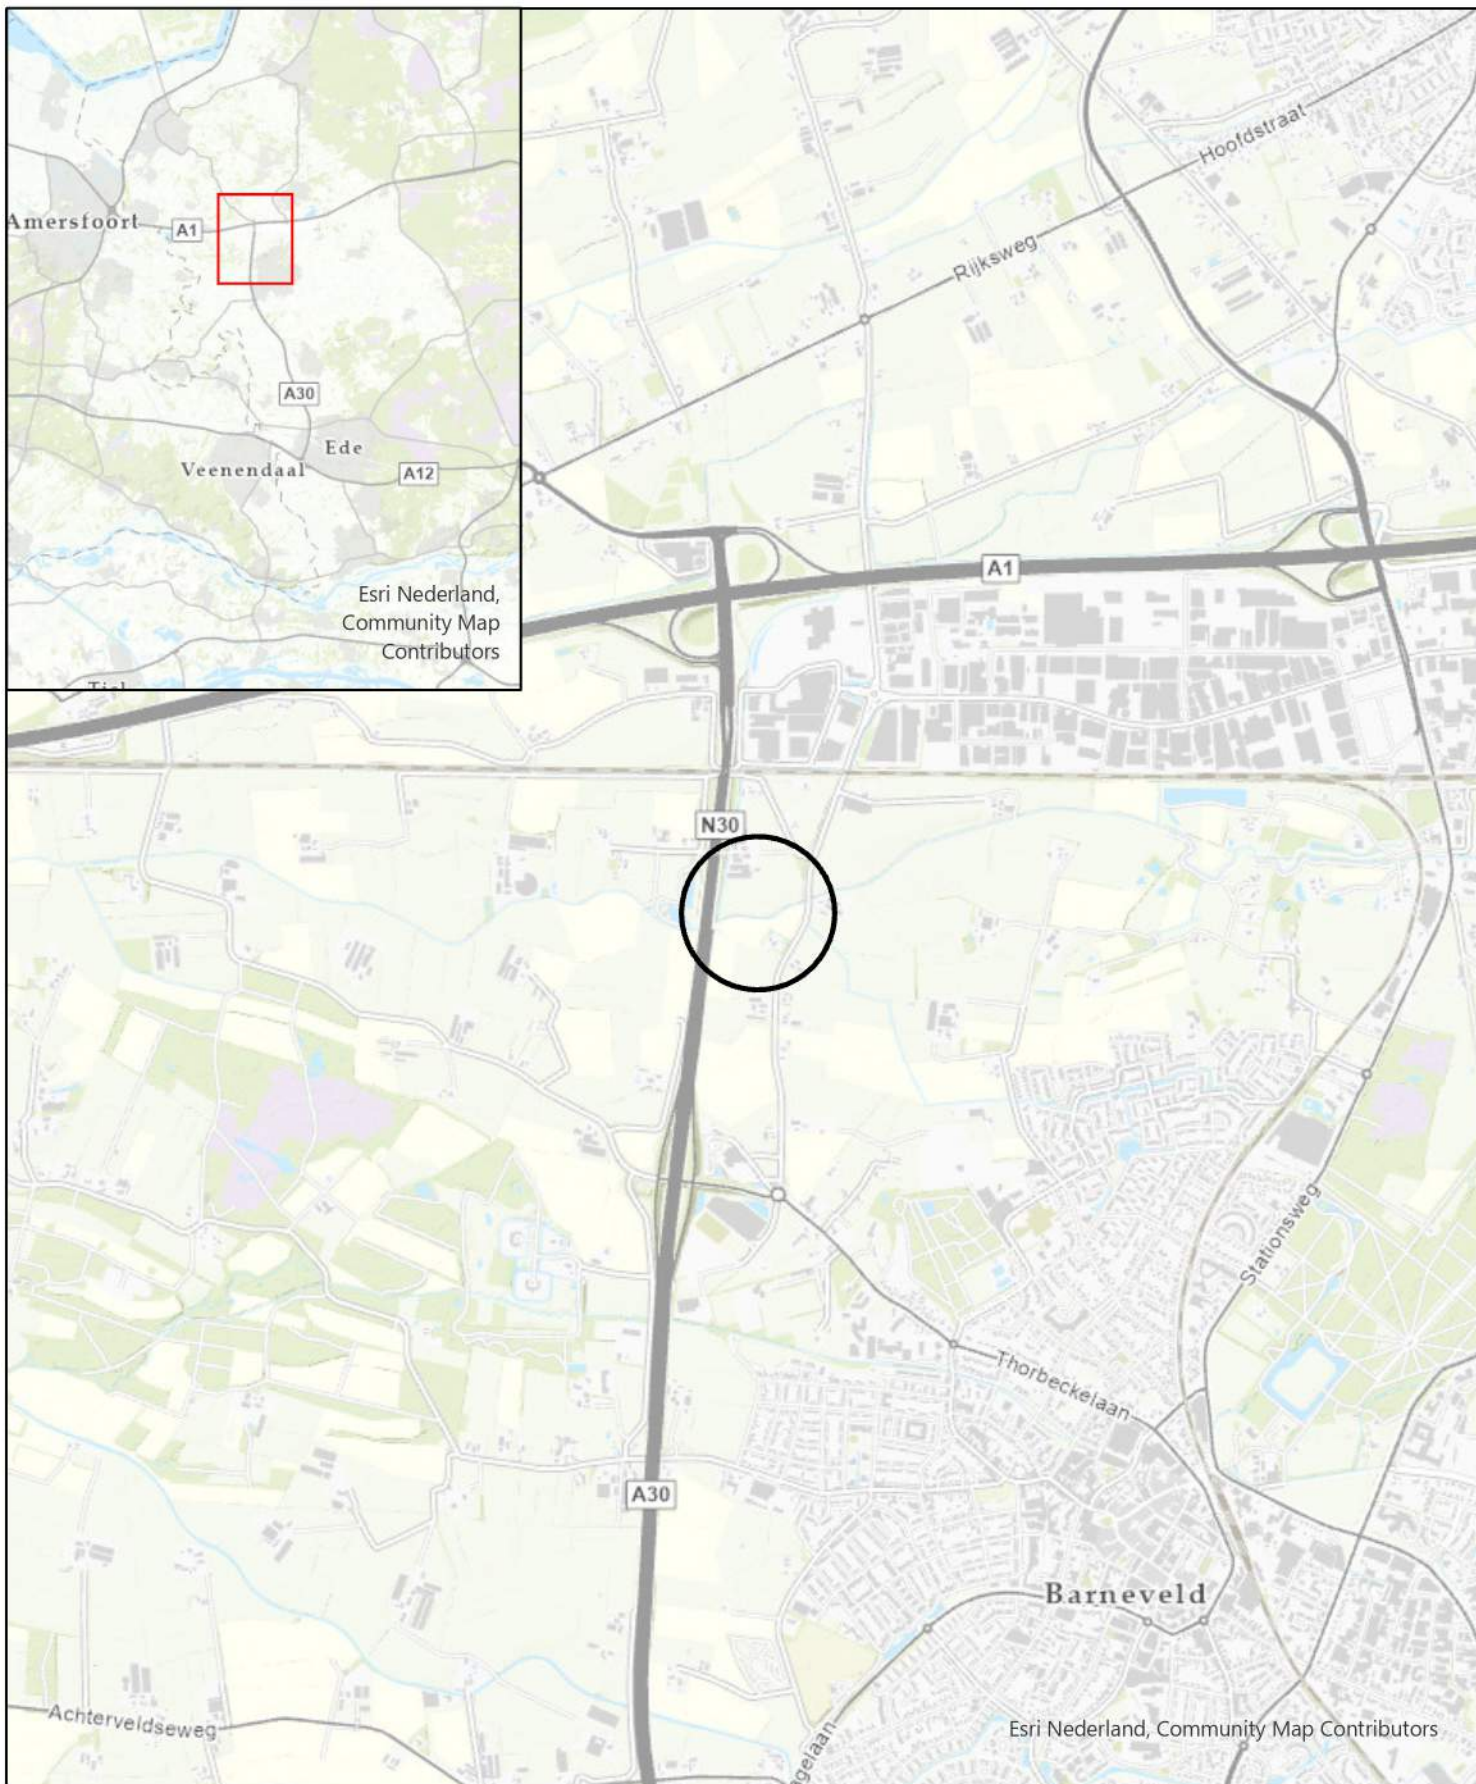 Amersfoort
A1
A30
Ede
Veenendaal
A12
Esri Nederland,
Community Map
Contributors
Hoofdstraat
Rijksweg
A1
N30
Stationsweg
Thorbeckelaan
A30
Barneveld
Achterveldseweg
Esri Nederland, Community Map Contributors